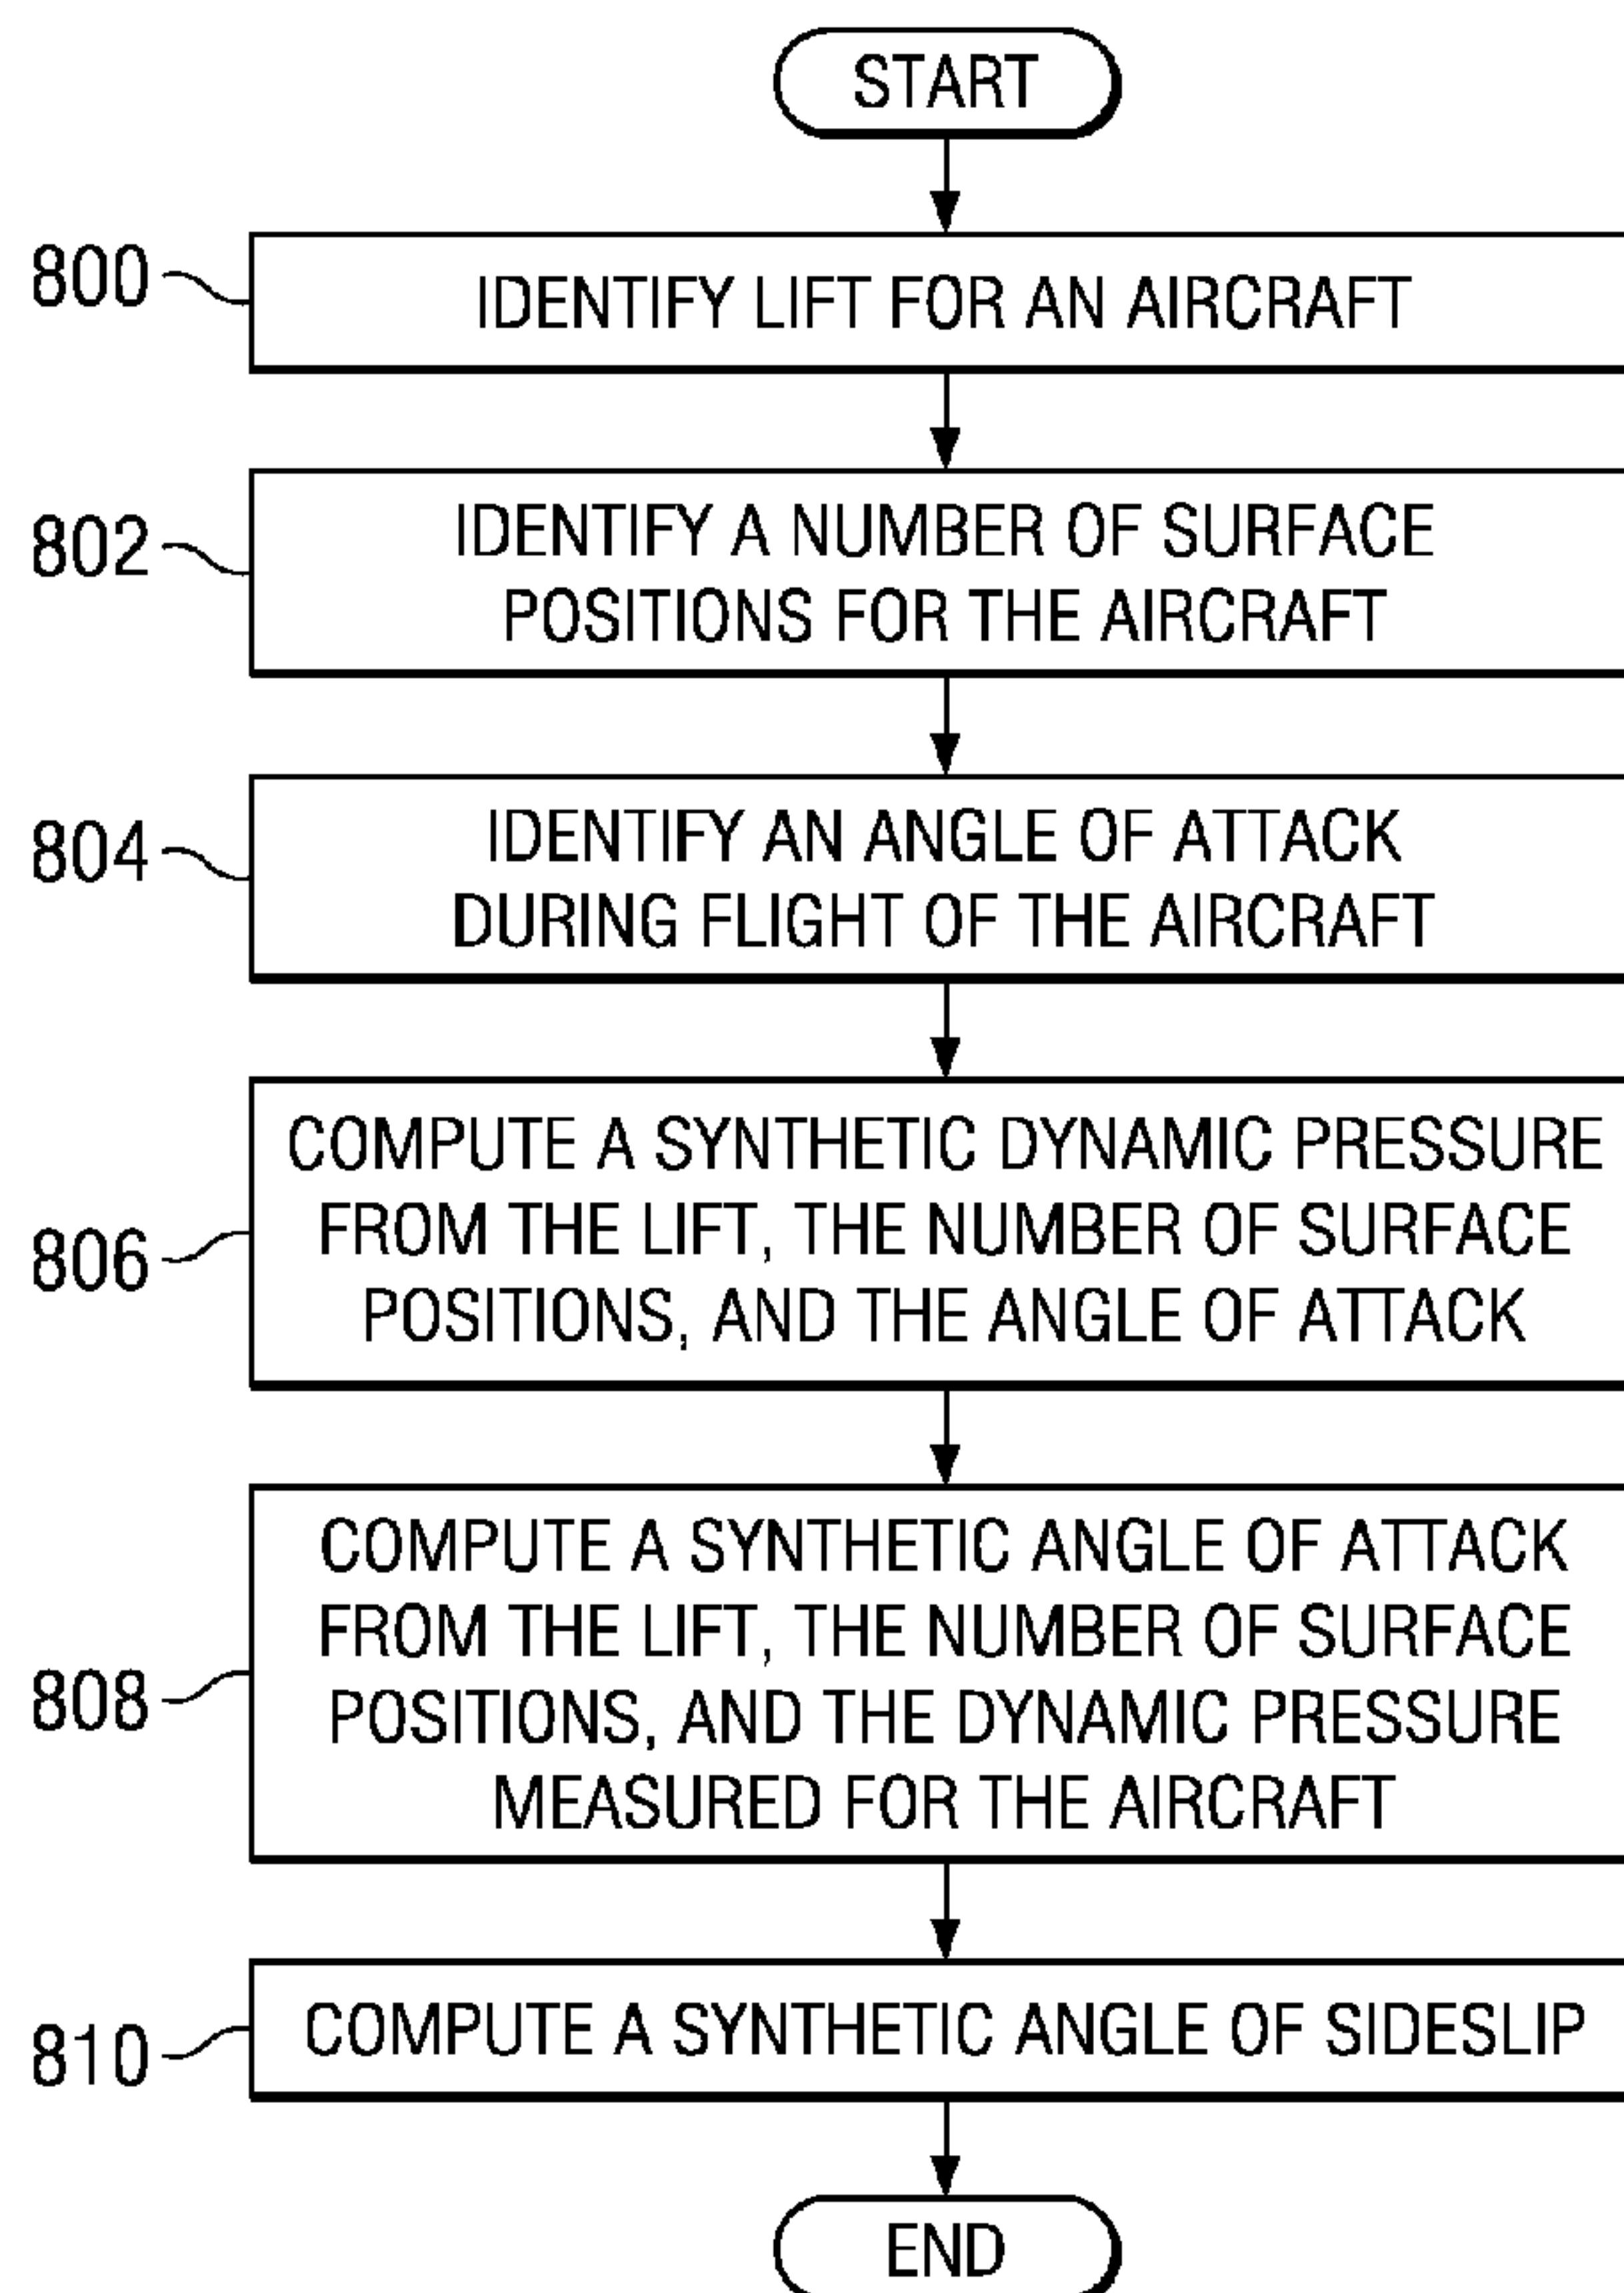 START
800
IDENTIFY LIFT FOR AN AIRCRAFT
802
IDENTIFY A NUMBER OF SURFACE
POSITIONS FOR THE AIRCRAFT
804
IDENTIFY AN ANGLE OF ATTACK
DURING FLIGHT OF THE AIRCRAFT
806
COMPUTE A SYNTHETIC DYNAMIC PRESSURE
FROM THE LIFT, THE NUMBER OF SURFACE
POSITIONS, AND THE ANGLE OF ATTACK
808
COMPUTE A SYNTHETIC ANGLE OF ATTACK
FROM THE LIFT, THE NUMBER OF SURFACE
POSITIONS, AND THE DYNAMIC PRESSURE
MEASURED FOR THE AIRCRAFT
810
COMPUTE A SYNTHETIC ANGLE OF SIDESLIP
END